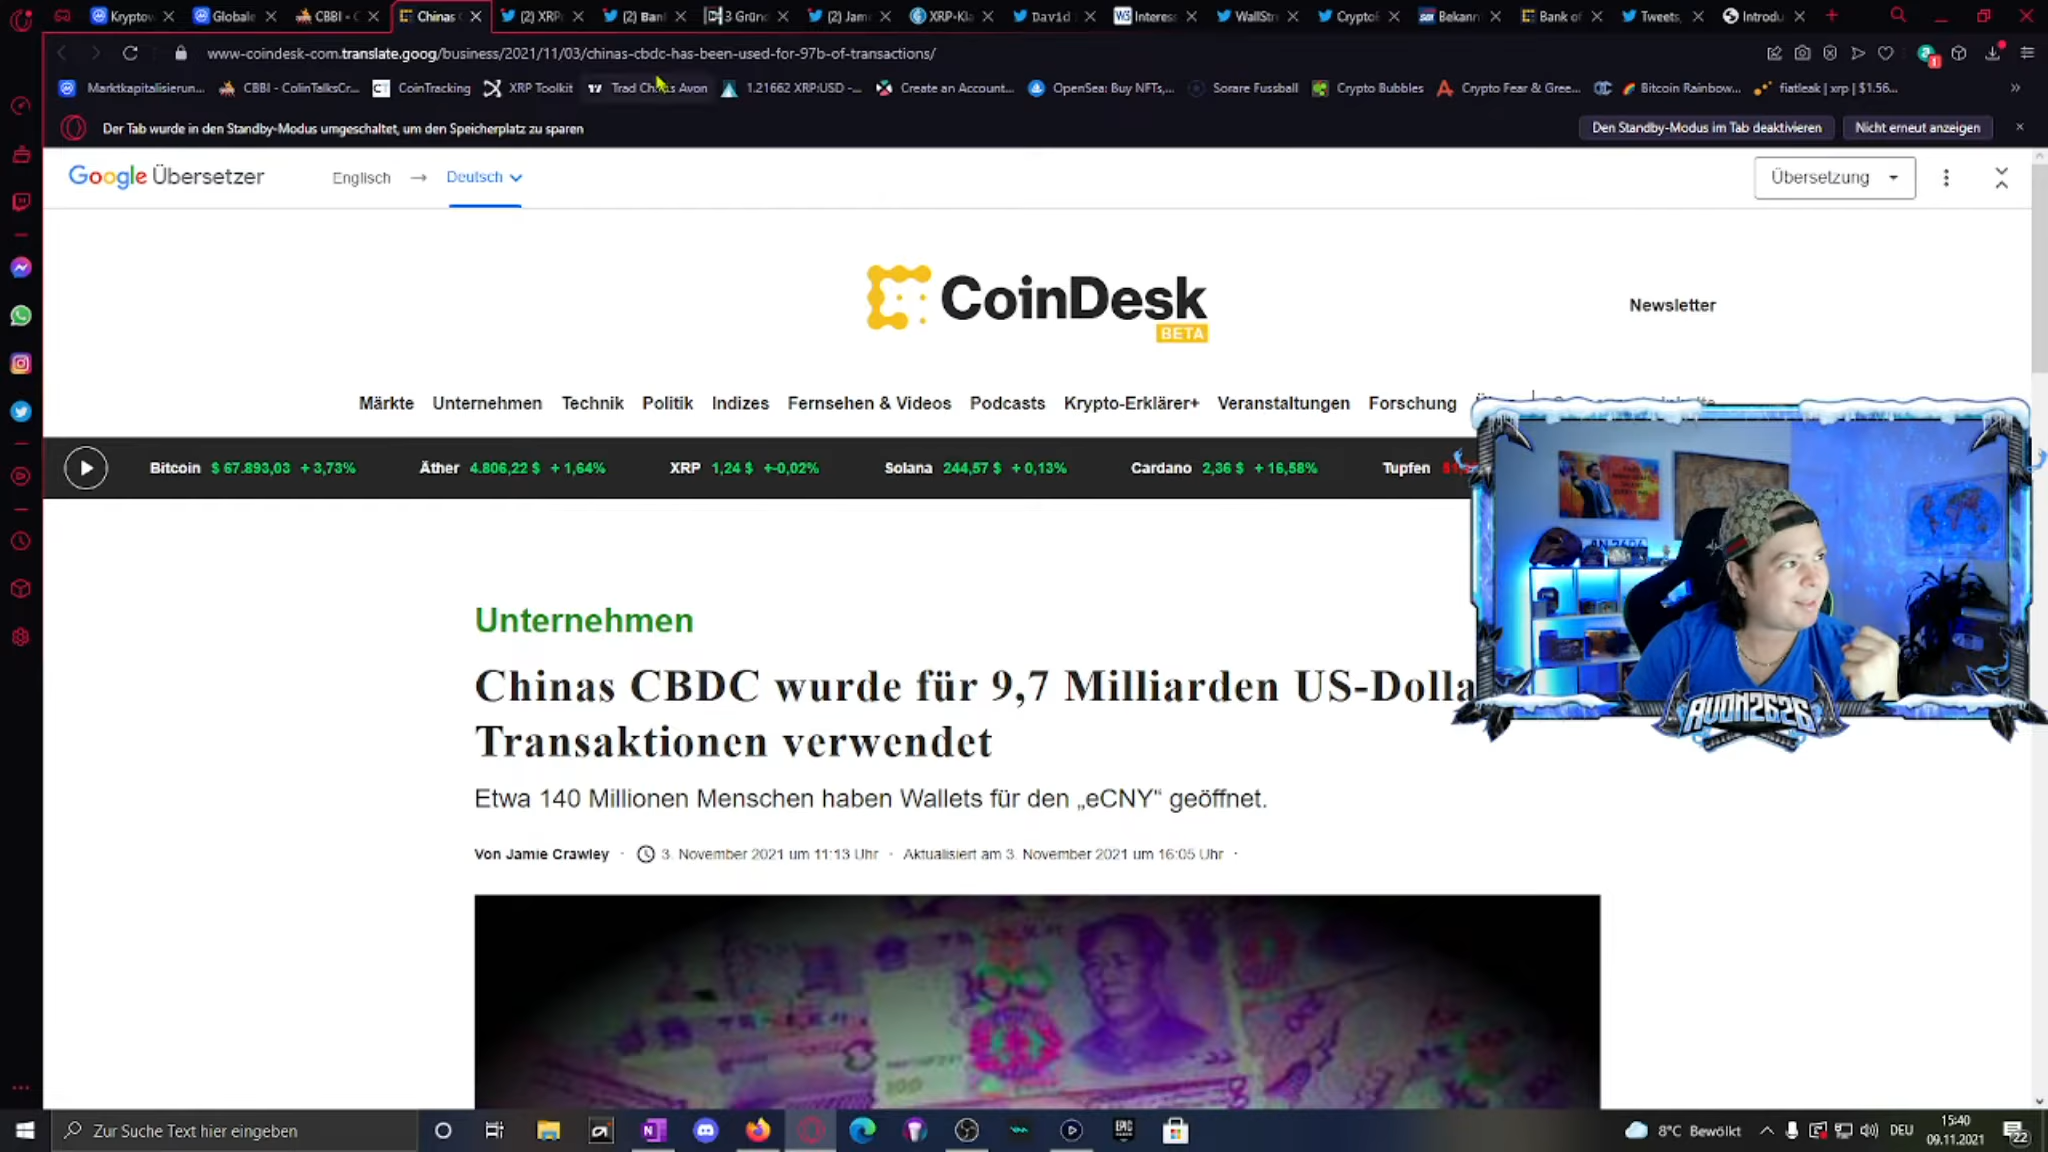 Kryptov
Globale
CBBI - C
Chinas
(2) XRP
(2) Ban
3 Gründ
(2) Jam
XRP-Kla
David
Interes
WallStr
CryptoE
Bekann
Bank of
Tweets,
Introdu
www-coindesk-com.translate.goog/business/2021/11/03/chinas-cbdc-has-been-used-for-97b-of-transactions/
Marktkapitalisierun...
CBBI - ColinTalksCr...
CT CoinTracking
XRP Toolkit
Trad Charts Avon
1.21662 XRP:USD -...
Create an Account...
OpenSea: Buy NFTs,...
Sorare Fussball
Crypto Bubbles
Crypto Fear & Gree...
Bitcoin Rainbow...
fiatleak | xrp | $1.56...
Der Tab wurde in den Standby-Modus umgeschaltet, um den Speicherplatz zu sparen
Den Standby-Modus im Tab deaktivieren
Nicht erneut anzeigen
Google Übersetzer
Englisch → Deutsch
Übersetzung
CoinDesk
BETA
Newsletter
Märkte Unternehmen Technik Politik Indizes Fernsehen & Videos Podcasts Krypto-Erklärer+ Veranstaltungen Forschung
Bitcoin $ 67.893,03 + 3,73% Äther 4.806,22 $ + 1,64% XRP 1,24 $ +-0,02% Solana 244,57 $ + 0,13% Cardano 2,36 $ + 16,58% Tupfen
Unternehmen
Chinas CBDC wurde für 9,7 Milliarden US-Dolla
Transaktionen verwendet
Etwa 140 Millionen Menschen haben Wallets für den „eCNY“ geöffnet.
Von Jamie Crawley · 3. November 2021 um 11:13 Uhr · Aktualisiert am 3. November 2021 um 16:05 Uhr ·
AVON2626
100
Zur Suche Text hier eingeben
EPIC
8°C Bewölkt
DEU
15:40
09.11.2021
22